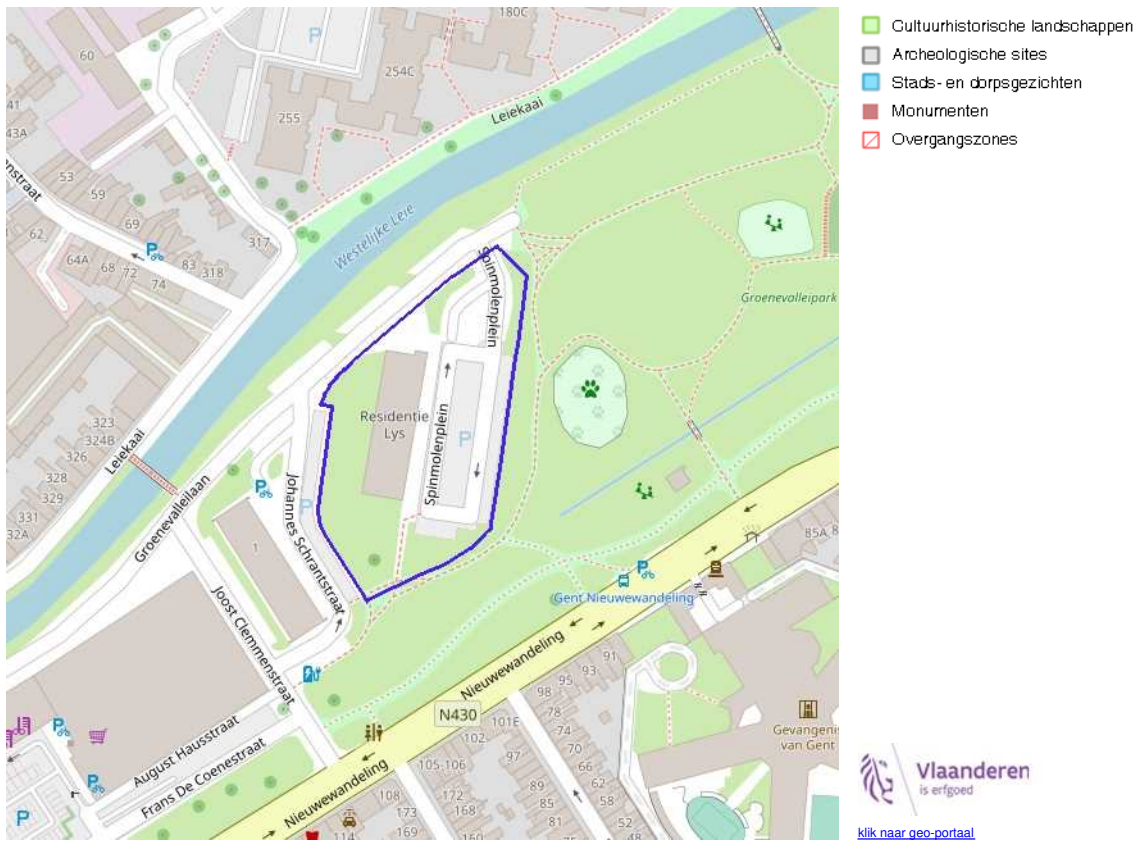 180C
60
254C
255
41
43A
Leiekaai
nstraat
53
59
69
62
64A
68
72
74
83
318
317
Westelijke Leie
Spinmolenplein
Groenevalleipark
Residentie
Lys
P
Spinmolenplein
323
324B
326
328
329
331
32A
Leiekaai
Groenevalleilaan
Johannes Schrantstraat
1
Joost Clemmenstraat
85A
Gent Nieuwewandeling
Nieuwewandeling
N430
91
93
95
98
78
74
70
66
62
58
52
48
101E
102
97
105-106
108
172
168
173
169
114
89
85
81
75
Gevangenis
van Gent
August Hausstraat
Frans De Coenestraat
Nieuwewandeling
Cultuurhistorische landschappen
Archeologische sites
Stads- en dorpsgezichten
Monumenten
Overgangszones
Vlaanderen
is erfgoed
klik naar geo-portaal